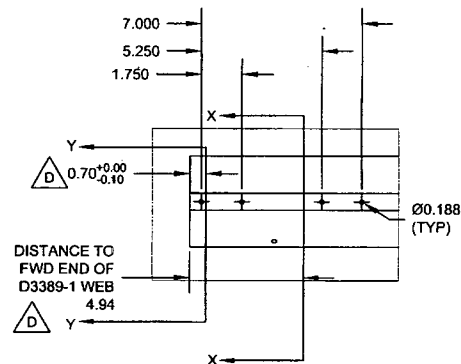 7.000
5.250
1.750
X
Y
D 0.70 +0.00 -0.10
Ø0.188
(TYP)
DISTANCE TO
FWD END OF
D3389-1 WEB
4.94
D
Y
X